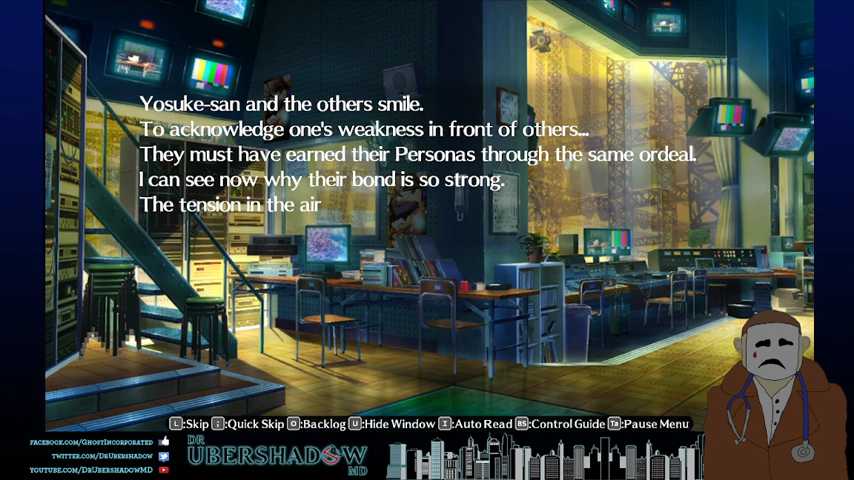 Yosuke-san and the others smile.
To acknowledge one's weakness in front of others...
They must have earned their Personas through the same ordeal.
I can see now why their bond is so strong.
The tension in the air
L:Skip ;:Quick Skip O:Backlog U:Hide Window I:Auto Read BS:Control Guide Ta:Pause Menu
facebook.com/GhostIncorporated
twitter.com/DrUbershadow
youtube.com/DrUbershadowMD
DR
UBERSHADOW
MD